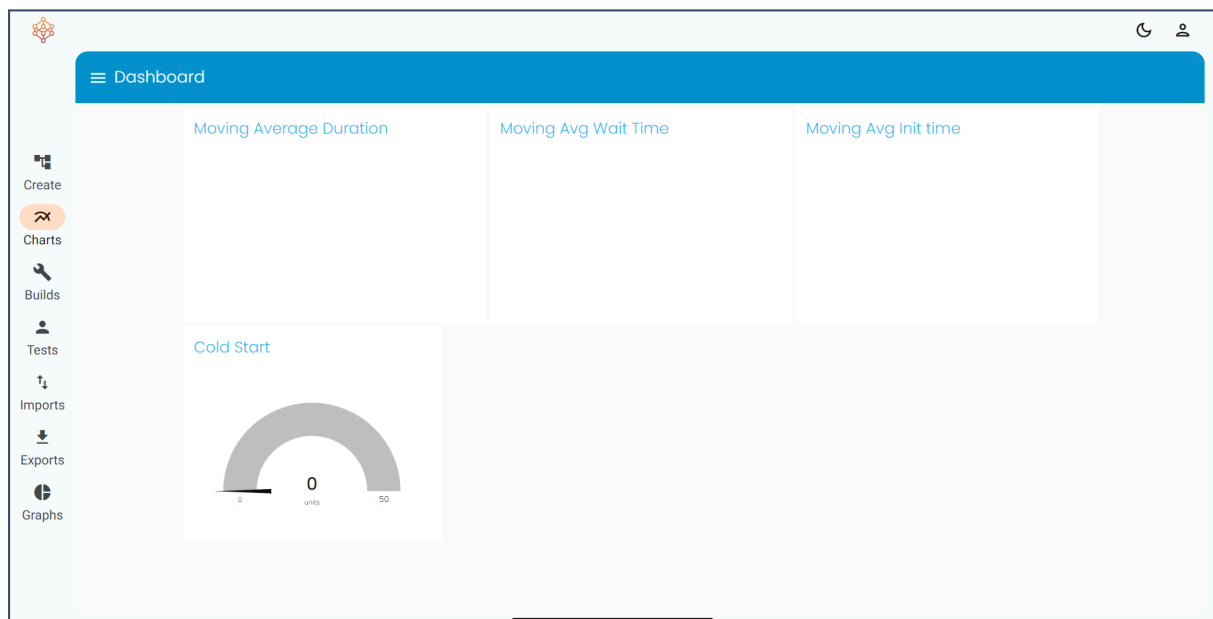 Dashboard
Moving Average Duration
Moving Avg Wait Time
Moving Avg Init time
Create
Charts
Builds
Tests
Imports
Exports
Graphs
Cold Start
0
units
0
50